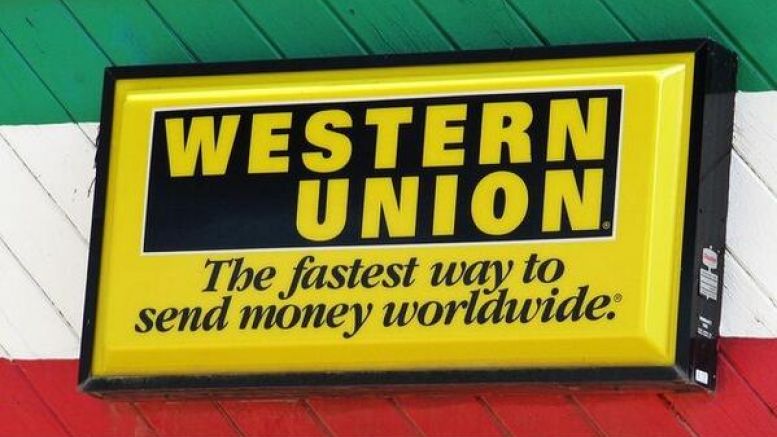 WESTERN
UNION®
The fastest way to
send money worldwide.®